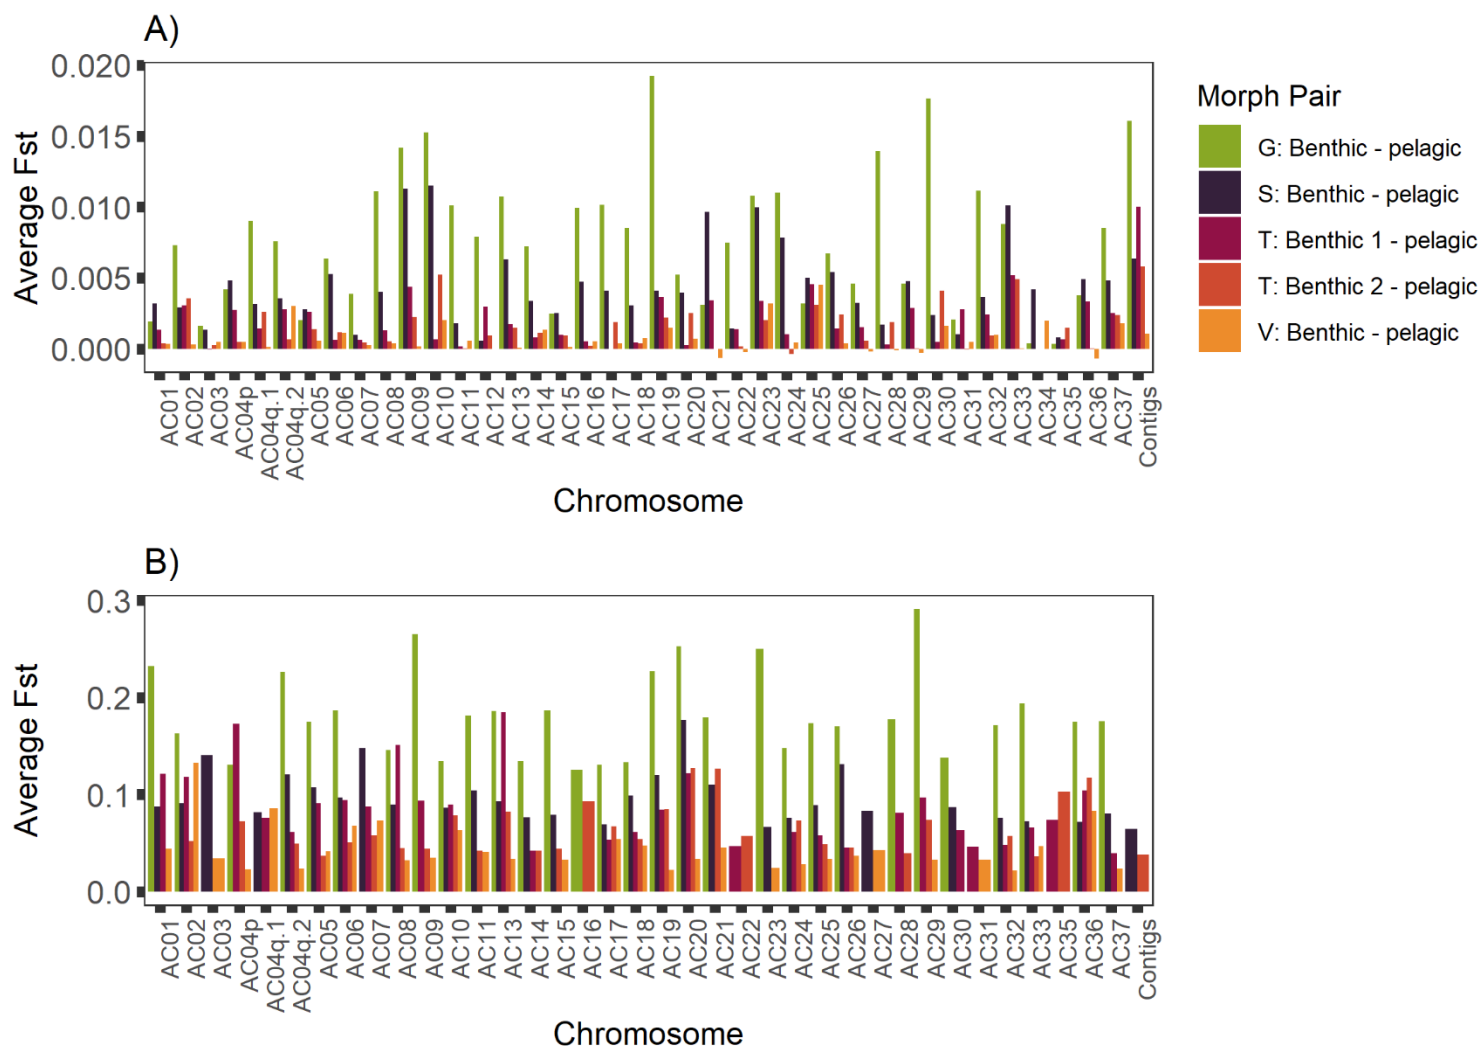 A)
0.020
0.015
0.010
0.005
0.000
Average Fst
AC01
AC02
AC03
AC04p
AC04q.1
AC04q.2
AC05
AC06
AC07
AC08
AC09
AC10
AC11
AC12
AC13
AC14
AC15
AC16
AC17
AC18
AC19
AC20
AC21
AC22
AC23
AC24
AC25
AC26
AC27
AC28
AC29
AC30
AC31
AC32
AC33
AC34
AC35
AC36
AC37
Contigs
Chromosome
Morph Pair
G: Benthic - pelagic
S: Benthic - pelagic
T: Benthic 1 - pelagic
T: Benthic 2 - pelagic
V: Benthic - pelagic
B)
0.3
0.2
0.1
0.0
Average Fst
AC01
AC02
AC03
AC04p
AC04q.1
AC04q.2
AC05
AC06
AC07
AC08
AC09
AC10
AC11
AC13
AC14
AC15
AC16
AC17
AC18
AC19
AC20
AC21
AC22
AC23
AC24
AC25
AC26
AC27
AC28
AC29
AC30
AC31
AC32
AC33
AC35
AC36
AC37
Contigs
Chromosome